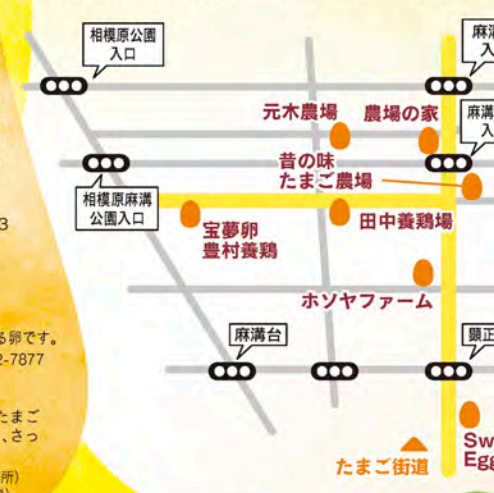 相模原公園
入口
麻溝
入
元木農場
農場の家
麻溝
入
昔の味
たまご農場
相模原麻溝
公園入口
3
宝夢卵
豊村養鶏
田中養鶏場
ホソヤファーム
る卵です。
2-7877
麻溝台
顕正
たまご
、さっ
所)
Sw
Egg
たまご街道